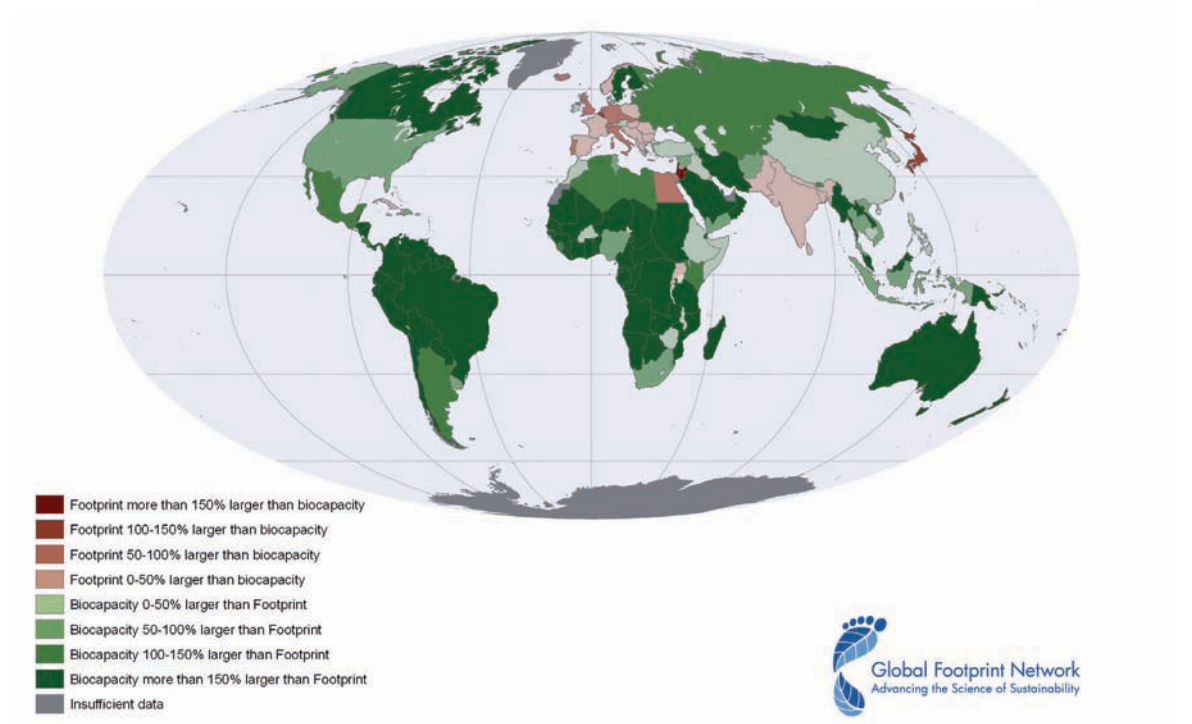 Footprint more than 150% larger than biocapacity
Footprint 100-150% larger than biocapacity
Footprint 50-100% larger than biocapacity
Footprint 0-50% larger than biocapacity
Biocapacity 0-50% larger than Footprint
Biocapacity 50-100% larger than Footprint
Biocapacity 100-150% larger than Footprint
Biocapacity more than 150% larger than Footprint
Insufficient data
Global Footprint Network
Advancing the Science of Sustainability